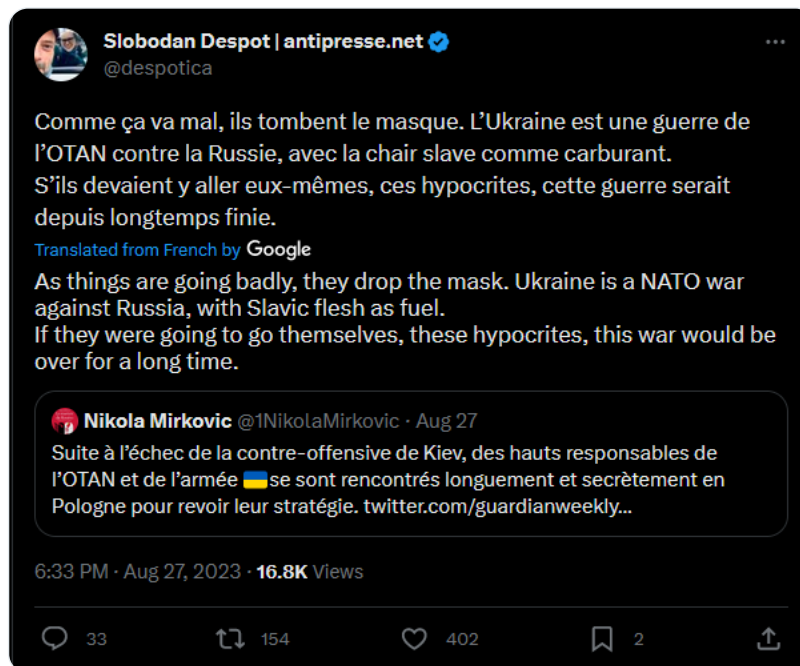 Slobodan Despot | antipresse.net
@despotica
Comme ça va mal, ils tombent le masque. L’Ukraine est une guerre de
l’OTAN contre la Russie, avec la chair slave comme carburant.
S’ils devaient y aller eux-mêmes, ces hypocrites, cette guerre serait
depuis longtemps finie.
Translated from French by Google
As things are going badly, they drop the mask. Ukraine is a NATO war
against Russia, with Slavic flesh as fuel.
If they were going to go themselves, these hypocrites, this war would be
over for a long time.
Nikola Mirkovic @1NikolaMirkovic · Aug 27
Suite à l’échec de la contre-offensive de Kiev, des hauts responsables de
l’OTAN et de l’armée 🇺🇦se sont rencontrés longuement et secrètement en
Pologne pour revoir leur stratégie. twitter.com/guardianweekly…
6:33 PM · Aug 27, 2023 · 16.8K Views
33 154 402 2